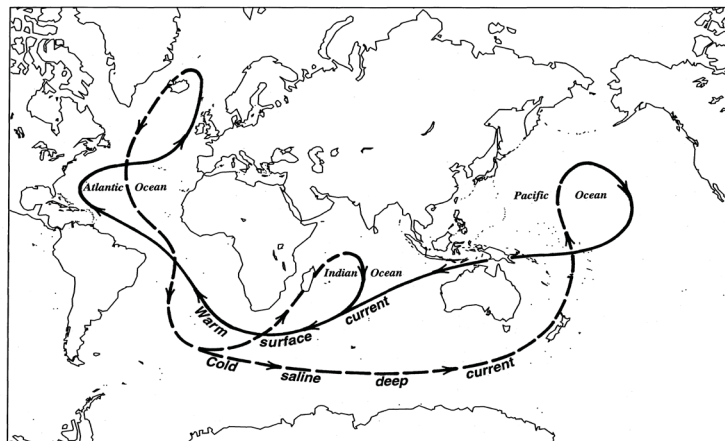 Atlantic Ocean
Pacific Ocean
Indian Ocean
Warm surface current
Cold saline deep current